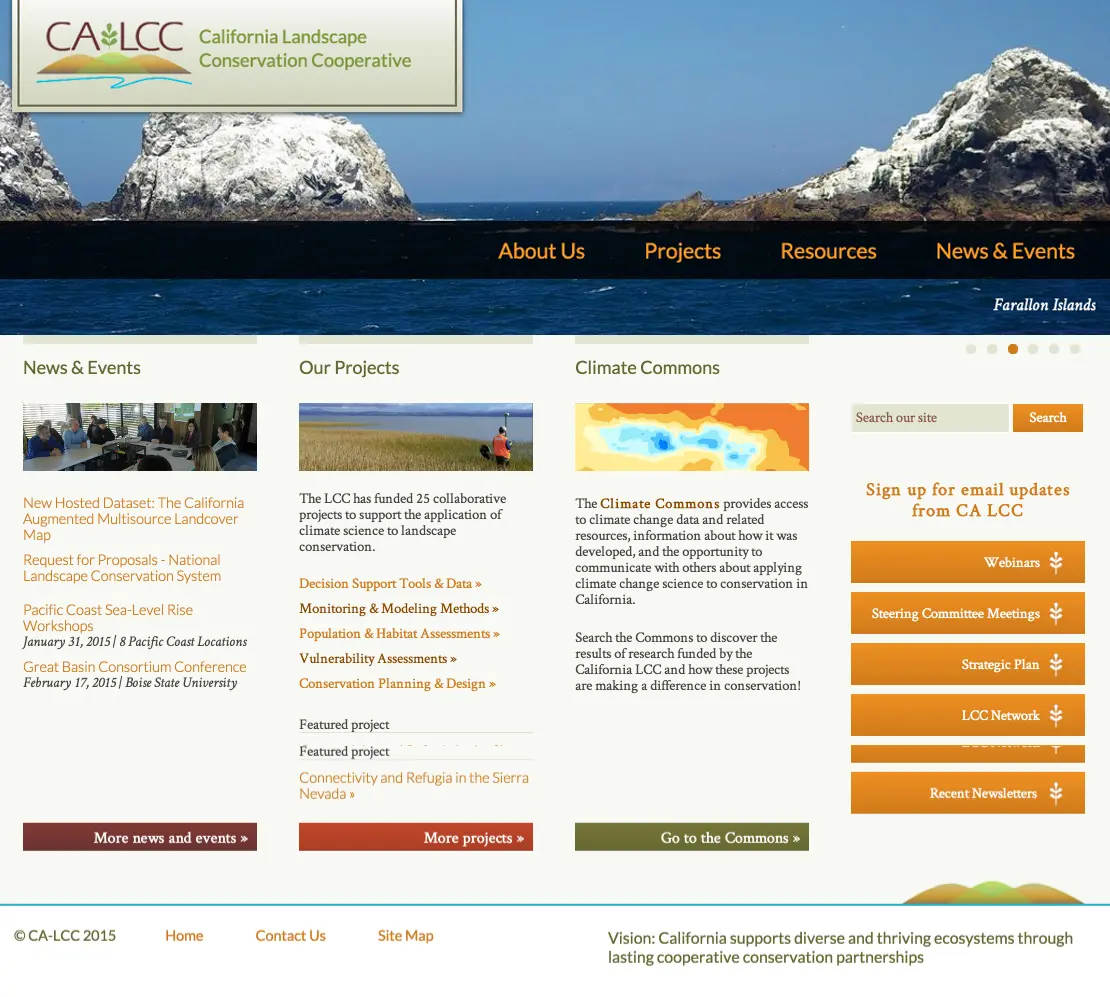 CA LCC
California Landscape
Conservation Cooperative
About Us Projects Resources News & Events
Farallon Islands
News & Events
New Hosted Dataset: The California
Augmented Multisource Landcover
Map
Request for Proposals - National
Landscape Conservation System
Pacific Coast Sea-Level Rise
Workshops
January 31, 2015 | 8 Pacific Coast Locations
Great Basin Consortium Conference
February 17, 2015 | Boise State University
More news and events »
Our Projects
The LCC has funded 25 collaborative
projects to support the application of
climate science to landscape
conservation.
Decision Support Tools & Data »
Monitoring & Modeling Methods »
Population & Habitat Assessments »
Vulnerability Assessments »
Conservation Planning & Design »
Featured project
Featured project
Connectivity and Refugia in the Sierra
Nevada »
More projects »
Climate Commons
The Climate Commons provides access
to climate change data and related
resources, information about how it was
developed, and the opportunity to
communicate with others about applying
climate change science to conservation in
California.
Search the Commons to discover the
results of research funded by the
California LCC and how these projects
are making a difference in conservation!
Go to the Commons »
Search our site Search
Sign up for email updates
from CA LCC
Webinars
Steering Committee Meetings
Strategic Plan
LCC Network
Recent Newsletters
© CA-LCC 2015 Home Contact Us Site Map
Vision: California supports diverse and thriving ecosystems through
lasting cooperative conservation partnerships